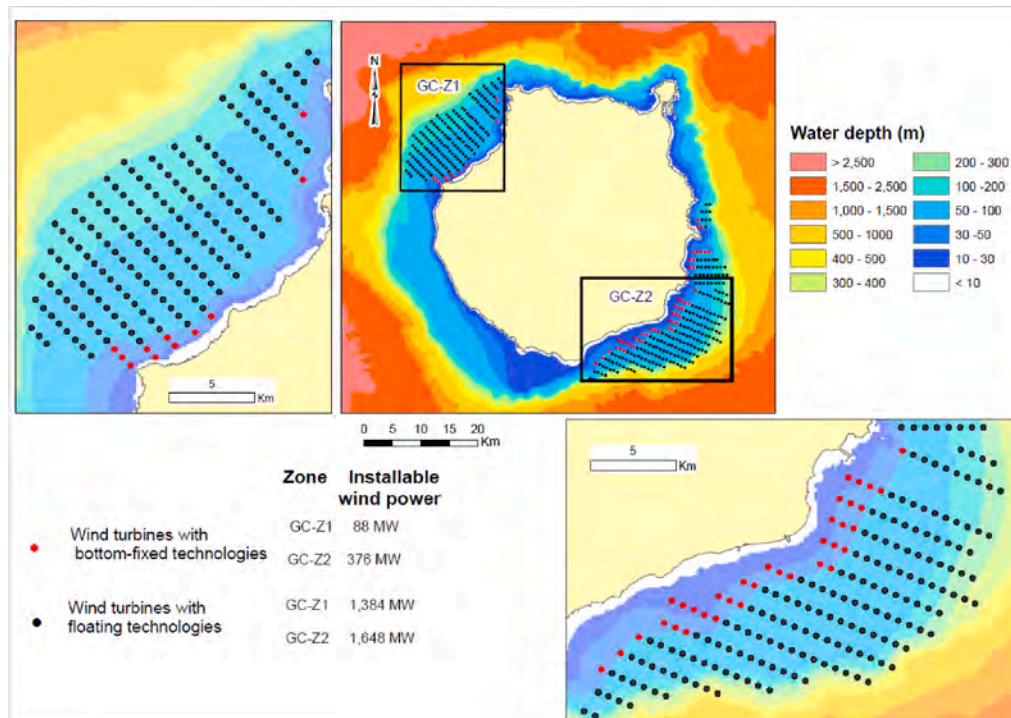 N
GC-Z1
GC-Z2
Water depth (m)
> 2,500
1,500 - 2,500
1,000 - 1,500
500 - 1000
400 - 500
300 - 400
200 - 300
100 -200
50 - 100
30 -50
10 - 30
< 10
5
Km
0 5 10 15 20
Km
5
Km
Zone Installable
wind power
Wind turbines with
bottom-fixed technologies
GC-Z1 88 MW
GC-Z2 376 MW
Wind turbines with
floating technologies
GC-Z1 1,384 MW
GC-Z2 1,648 MW